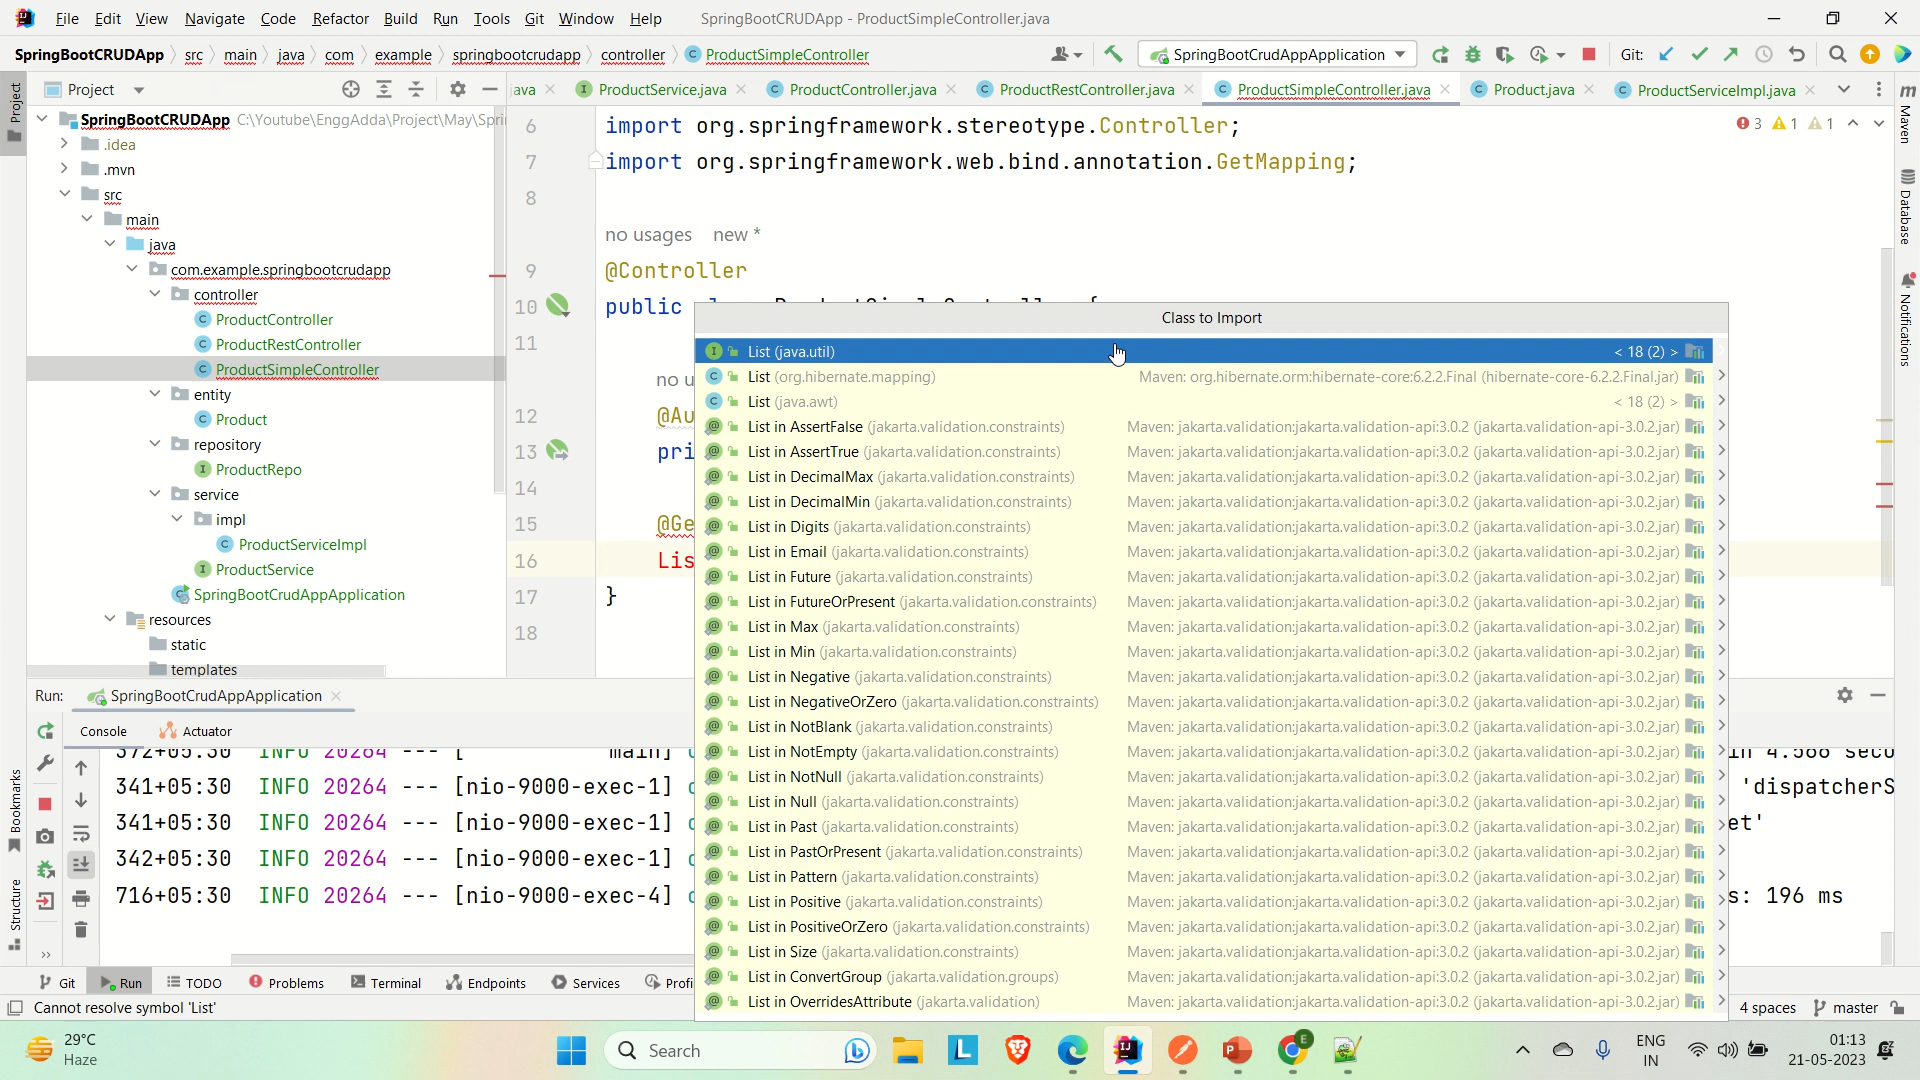 File Edit View Navigate Code Refactor Build Run Tools Git Window Help SpringBootCRUDApp - ProductSimpleController.java
SpringBootCRUDApp src main java com example springbootcrudapp controller ProductSimpleController SpringBootCrudAppApplication Git:
Project
java ProductService.java ProductController.java ProductRestController.java ProductSimpleController.java Product.java ProductServiceImpl.java
SpringBootCRUDApp C:\Youtube\EnggAdda\Project\May\Spri
.idea
.mvn
src
main
java
com.example.springbootcrudapp
controller
ProductController
ProductRestController
ProductSimpleController
entity
Product
repository
ProductRepo
service
impl
ProductServiceImpl
ProductService
SpringBootCrudAppApplication
resources
static
templates
6 import org.springframework.stereotype.Controller;
7 import org.springframework.web.bind.annotation.GetMapping;
8
no usages new *
9 @Controller
10 public
11
no u
12 @Au
13 pri
14
15 @Ge
16 Lis
17 }
18
3 1 1
Class to Import
List (java.util) < 18 (2) >
List (org.hibernate.mapping) Maven: org.hibernate.orm:hibernate-core:6.2.2.Final (hibernate-core-6.2.2.Final.jar)
List (java.awt) < 18 (2) >
List in AssertFalse (jakarta.validation.constraints) Maven: jakarta.validation:jakarta.validation-api:3.0.2 (jakarta.validation-api-3.0.2.jar)
List in AssertTrue (jakarta.validation.constraints) Maven: jakarta.validation:jakarta.validation-api:3.0.2 (jakarta.validation-api-3.0.2.jar)
List in DecimalMax (jakarta.validation.constraints) Maven: jakarta.validation:jakarta.validation-api:3.0.2 (jakarta.validation-api-3.0.2.jar)
List in DecimalMin (jakarta.validation.constraints) Maven: jakarta.validation:jakarta.validation-api:3.0.2 (jakarta.validation-api-3.0.2.jar)
List in Digits (jakarta.validation.constraints) Maven: jakarta.validation:jakarta.validation-api:3.0.2 (jakarta.validation-api-3.0.2.jar)
List in Email (jakarta.validation.constraints) Maven: jakarta.validation:jakarta.validation-api:3.0.2 (jakarta.validation-api-3.0.2.jar)
List in Future (jakarta.validation.constraints) Maven: jakarta.validation:jakarta.validation-api:3.0.2 (jakarta.validation-api-3.0.2.jar)
List in FutureOrPresent (jakarta.validation.constraints) Maven: jakarta.validation:jakarta.validation-api:3.0.2 (jakarta.validation-api-3.0.2.jar)
List in Max (jakarta.validation.constraints) Maven: jakarta.validation:jakarta.validation-api:3.0.2 (jakarta.validation-api-3.0.2.jar)
List in Min (jakarta.validation.constraints) Maven: jakarta.validation:jakarta.validation-api:3.0.2 (jakarta.validation-api-3.0.2.jar)
List in Negative (jakarta.validation.constraints) Maven: jakarta.validation:jakarta.validation-api:3.0.2 (jakarta.validation-api-3.0.2.jar)
List in NegativeOrZero (jakarta.validation.constraints) Maven: jakarta.validation:jakarta.validation-api:3.0.2 (jakarta.validation-api-3.0.2.jar)
List in NotBlank (jakarta.validation.constraints) Maven: jakarta.validation:jakarta.validation-api:3.0.2 (jakarta.validation-api-3.0.2.jar)
List in NotEmpty (jakarta.validation.constraints) Maven: jakarta.validation:jakarta.validation-api:3.0.2 (jakarta.validation-api-3.0.2.jar)
List in NotNull (jakarta.validation.constraints) Maven: jakarta.validation:jakarta.validation-api:3.0.2 (jakarta.validation-api-3.0.2.jar)
List in Null (jakarta.validation.constraints) Maven: jakarta.validation:jakarta.validation-api:3.0.2 (jakarta.validation-api-3.0.2.jar)
List in Past (jakarta.validation.constraints) Maven: jakarta.validation:jakarta.validation-api:3.0.2 (jakarta.validation-api-3.0.2.jar)
List in PastOrPresent (jakarta.validation.constraints) Maven: jakarta.validation:jakarta.validation-api:3.0.2 (jakarta.validation-api-3.0.2.jar)
List in Pattern (jakarta.validation.constraints) Maven: jakarta.validation:jakarta.validation-api:3.0.2 (jakarta.validation-api-3.0.2.jar)
List in Positive (jakarta.validation.constraints) Maven: jakarta.validation:jakarta.validation-api:3.0.2 (jakarta.validation-api-3.0.2.jar)
List in PositiveOrZero (jakarta.validation.constraints) Maven: jakarta.validation:jakarta.validation-api:3.0.2 (jakarta.validation-api-3.0.2.jar)
List in Size (jakarta.validation.constraints) Maven: jakarta.validation:jakarta.validation-api:3.0.2 (jakarta.validation-api-3.0.2.jar)
List in ConvertGroup (jakarta.validation.groups) Maven: jakarta.validation:jakarta.validation-api:3.0.2 (jakarta.validation-api-3.0.2.jar)
List in OverridesAttribute (jakarta.validation) Maven: jakarta.validation:jakarta.validation-api:3.0.2 (jakarta.validation-api-3.0.2.jar)
Project
Bookmarks
Structure
Maven
Database
Notifications
Run: SpringBootCrudAppApplication
Console Actuator
372+05:30 INFO 20264 --- [ main] in 4.566 seco
341+05:30 INFO 20264 --- [nio-9000-exec-1] 'dispatcherS
341+05:30 INFO 20264 --- [nio-9000-exec-1] et'
342+05:30 INFO 20264 --- [nio-9000-exec-1]
716+05:30 INFO 20264 --- [nio-9000-exec-4] s: 196 ms
Git Run TODO Problems Terminal Endpoints Services Profi
Cannot resolve symbol 'List' 4 spaces master
29°C
Haze
Search
ENG
IN
01:13
21-05-2023